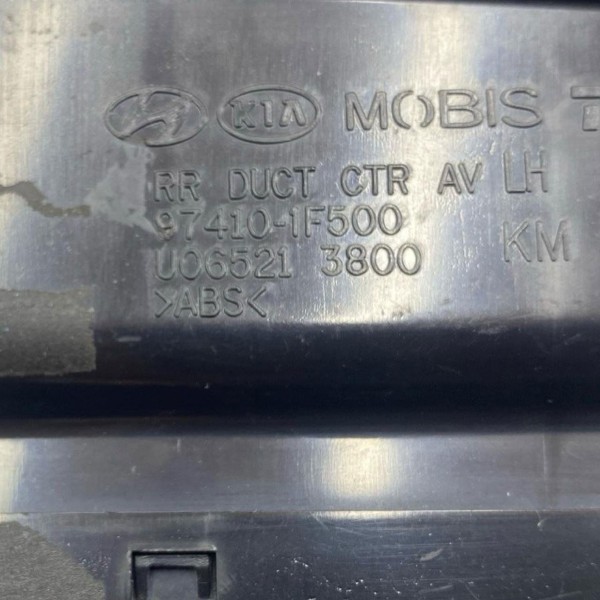 KIA MOBIS
RR DUCT CTR AV LH
97410-1F500 KM
U06521 3800
>ABS<